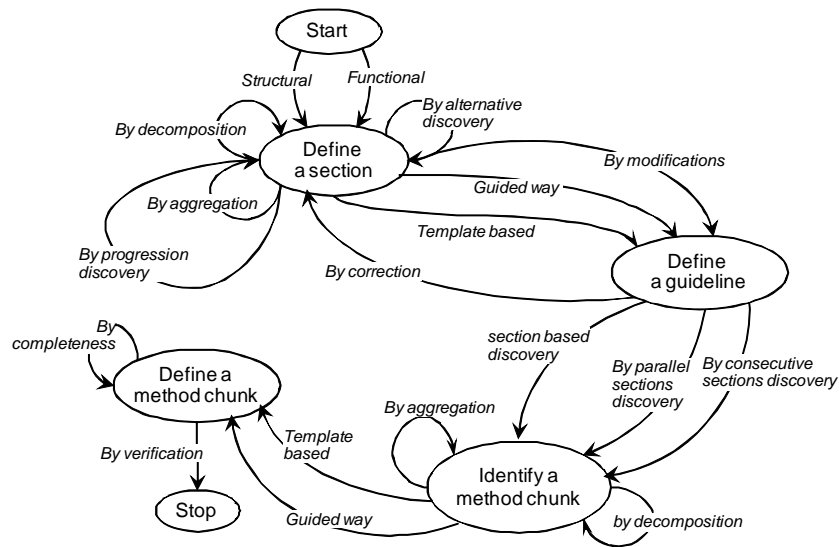 Start
Structural
Functional
By alternative
discovery
By decomposition
Define
a section
By modifications
Guided way
By aggregation
Template based
By progression
discovery
By correction
Define
a guideline
By
completeness
section based
discovery
By parallel
sections
discovery
By consecutive
sections discovery
Define a
method chunk
By aggregation
Template
based
By verification
Identify a
method chunk
Stop
Guided way
by decomposition